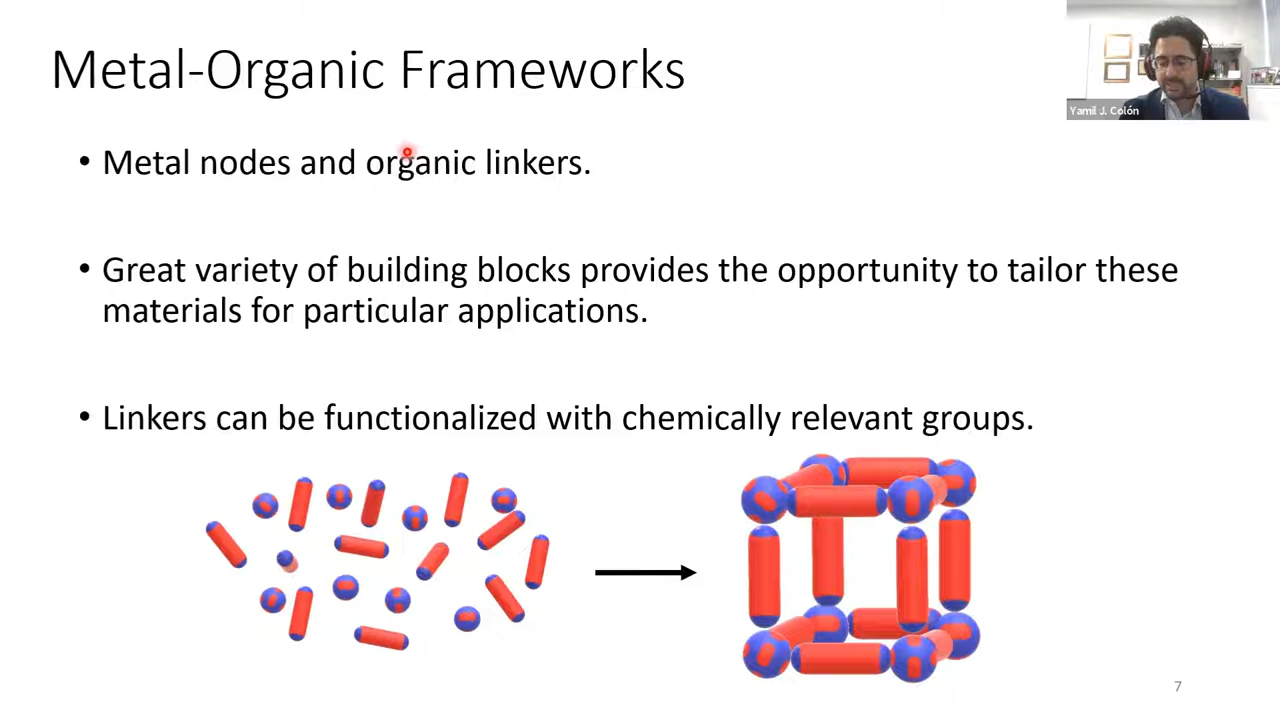 Metal-Organic Frameworks
Yamil J. Colón
• Metal nodes and organic linkers.
• Great variety of building blocks provides the opportunity to tailor these
materials for particular applications.
• Linkers can be functionalized with chemically relevant groups.
7